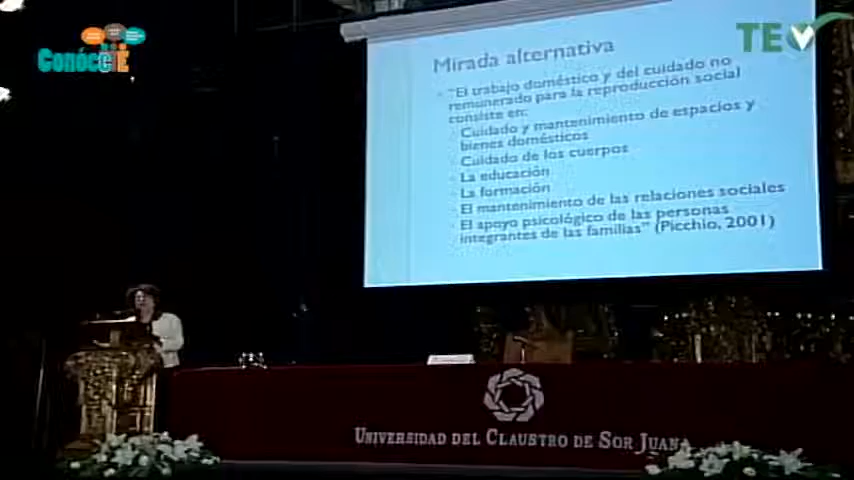 ConóceTE
TEV
Mirada alternativa
"El trabajo doméstico y del cuidado no
remunerado para la reproducción social
consiste en:
Cuidado y mantenimiento de espacios y
bienes domésticos
Cuidado de los cuerpos
La educación
La formación
El mantenimiento de las relaciones sociales
El apoyo psicológico de las personas
integrantes de las familias" (Picchio, 2001)
UNIVERSIDAD DEL CLAUSTRO DE SOR JUANA